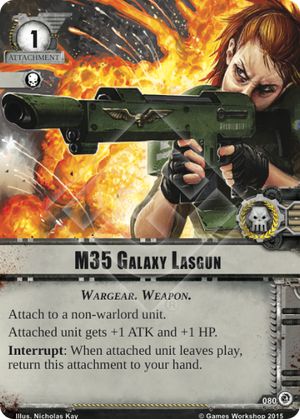 1
ATTACHMENT
M35 GALAXY LASGUN
WARGEAR. WEAPON.
Attach to a non-warlord unit.
Attached unit gets +1 ATK and +1 HP.
Interrupt: When attached unit leaves play,
return this attachment to your hand.
080
Illus. Nicholas Kay © Games Workshop 2015